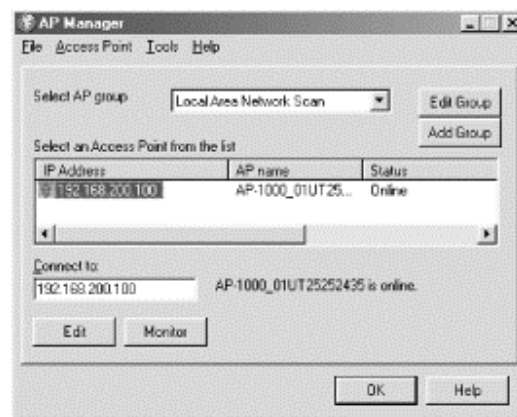 AP Manager
File Access Point Tools Help
Select AP group
Local Area Network Scan
Edit Group
Add Group
Select an Access Point from the list
IP Address AP name Status
192.168.200.100 AP-1000_01UT25... Online
Connect to:
192.168.200.100 AP-1000_01UT25252435 is online.
Edit Monitor
OK Help